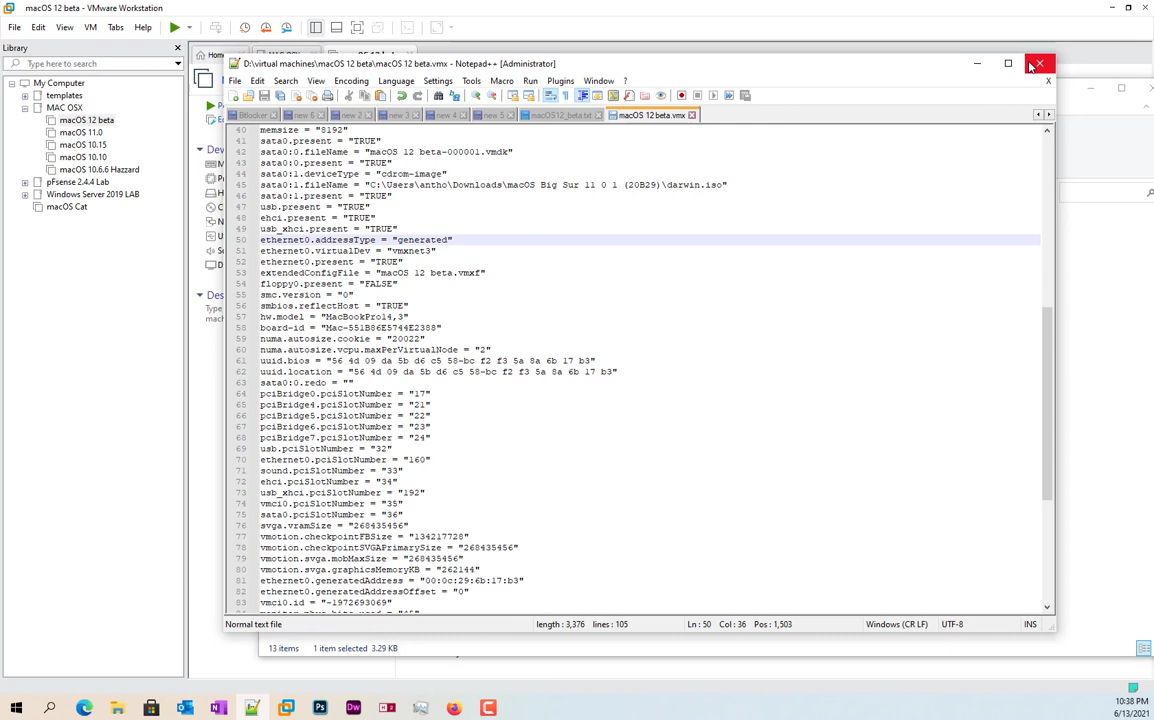 macOS 12 beta - VMware Workstation
File Edit View VM Tabs Help
Library
Type here to search
My Computer
templates
MAC OSX
macOS 12 beta
macOS 11.0
macOS 10.15
macOS 10.10
macOS 10.6.6 Hazzard
pfSense 2.4.4 Lab
Windows Server 2019 LAB
macOS Cat
D:\virtual machines\macOS 12 beta\macOS 12 beta.vmx - Notepad++ [Administrator]
File Edit Search View Encoding Language Settings Tools Macro Run Plugins Window ? X
Bitlocker new 6 new 2 new 3 new 4 new 5 macOS12_beta.txt macOS 12 beta.vmx
40 memsize = "8192"
41 sata0.present = "TRUE"
42 sata0:0.fileName = "macOS 12 beta-000001.vmdk"
43 sata0:0.present = "TRUE"
44 sata0:1.deviceType = "cdrom-image"
45 sata0:1.fileName = "C:\Users\antho\Downloads\macOS Big Sur 11 0 1 (20B29)\darwin.iso"
46 sata0:1.present = "TRUE"
47 usb.present = "TRUE"
48 ehci.present = "TRUE"
49 usb_xhci.present = "TRUE"
50 ethernet0.addressType = "generated"
51 ethernet0.virtualDev = "vmxnet3"
52 ethernet0.present = "TRUE"
53 extendedConfigFile = "macOS 12 beta.vmxf"
54 floppy0.present = "FALSE"
55 smc.version = "0"
56 smbios.reflectHost = "TRUE"
57 hw.model = "MacBookPro14,3"
58 board-id = "Mac-551B86E5744E2388"
59 numa.autosize.cookie = "20022"
60 numa.autosize.vcpu.maxPerVirtualNode = "2"
61 uuid.bios = "56 4d 09 da 5b d6 c5 58-bc f2 f3 5a 8a 6b 17 b3"
62 uuid.location = "56 4d 09 da 5b d6 c5 58-bc f2 f3 5a 8a 6b 17 b3"
63 sata0:0.redo = ""
64 pciBridge0.pciSlotNumber = "17"
65 pciBridge4.pciSlotNumber = "21"
66 pciBridge5.pciSlotNumber = "22"
67 pciBridge6.pciSlotNumber = "23"
68 pciBridge7.pciSlotNumber = "24"
69 usb.pciSlotNumber = "32"
70 ethernet0.pciSlotNumber = "160"
71 sound.pciSlotNumber = "33"
72 ehci.pciSlotNumber = "34"
73 usb_xhci.pciSlotNumber = "192"
74 vmci0.pciSlotNumber = "35"
75 sata0.pciSlotNumber = "36"
76 svga.vramSize = "268435456"
77 vmotion.checkpointFBSize = "134217728"
78 vmotion.checkpointSVGAPrimarySize = "268435456"
79 vmotion.svga.mobMaxSize = "268435456"
80 vmotion.svga.graphicsMemoryKB = "262144"
81 ethernet0.generatedAddress = "00:0c:29:6b:17:b3"
82 ethernet0.generatedAddressOffset = "0"
83 vmci0.id = "-1972693069"
Normal text file length : 3,376 lines : 105 Ln : 50 Col : 36 Pos : 1,503 Windows (CR LF) UTF-8 INS
13 items 1 item selected 3.29 KB
10:38 PM
6/13/2021